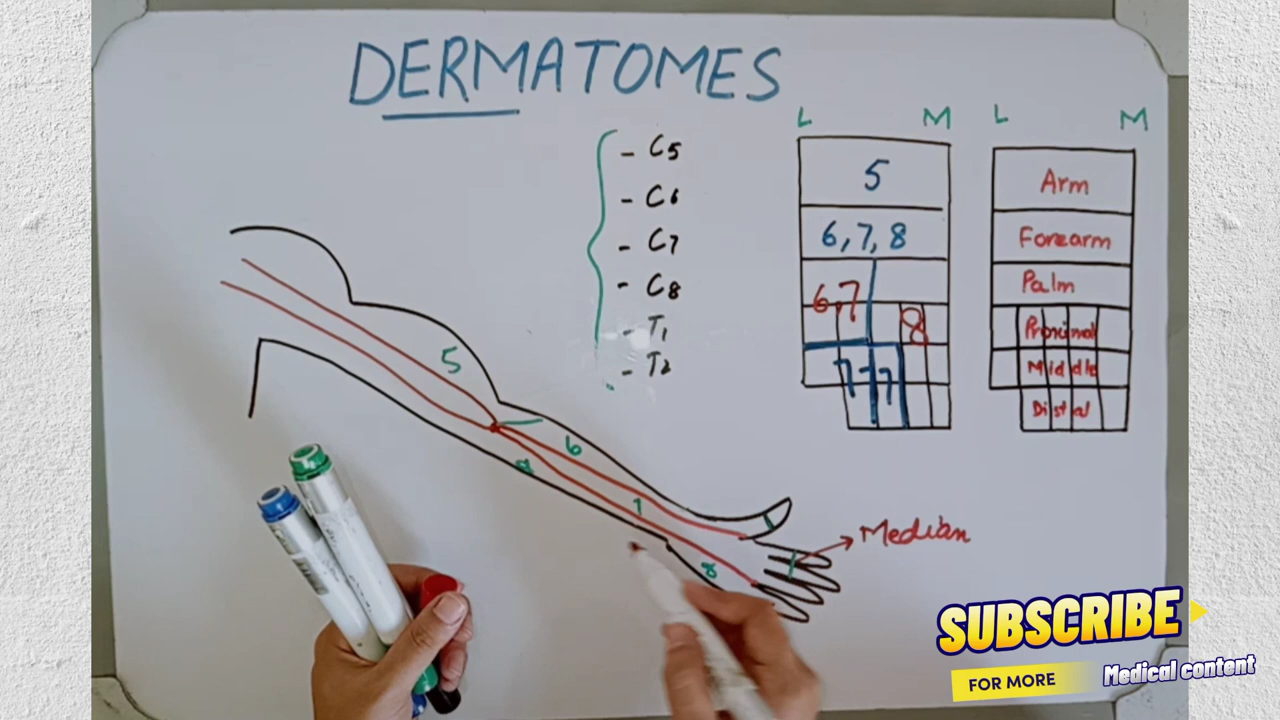 DERMATOMES
- C5
- C6
- C7
- C8
- T1
- T2
L M
5
6,7,8
6,7
8
7 7 7
L M
Arm
Forearm
Palm
Proximal
Middle
Distal
5
6
7
8
Median
SUBSCRIBE
FOR MORE Medical content